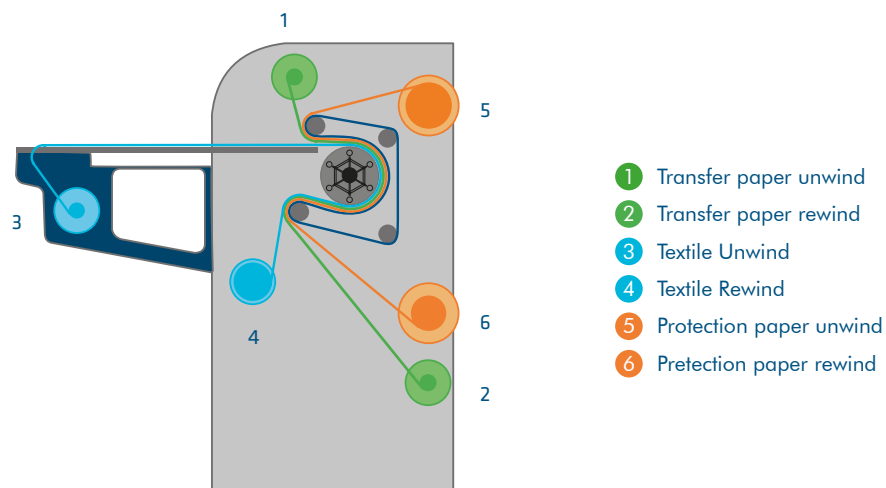 1
5
3
4
6
2
1 Transfer paper unwind
2 Transfer paper rewind
3 Textile Unwind
4 Textile Rewind
5 Protection paper unwind
6 Pretection paper rewind